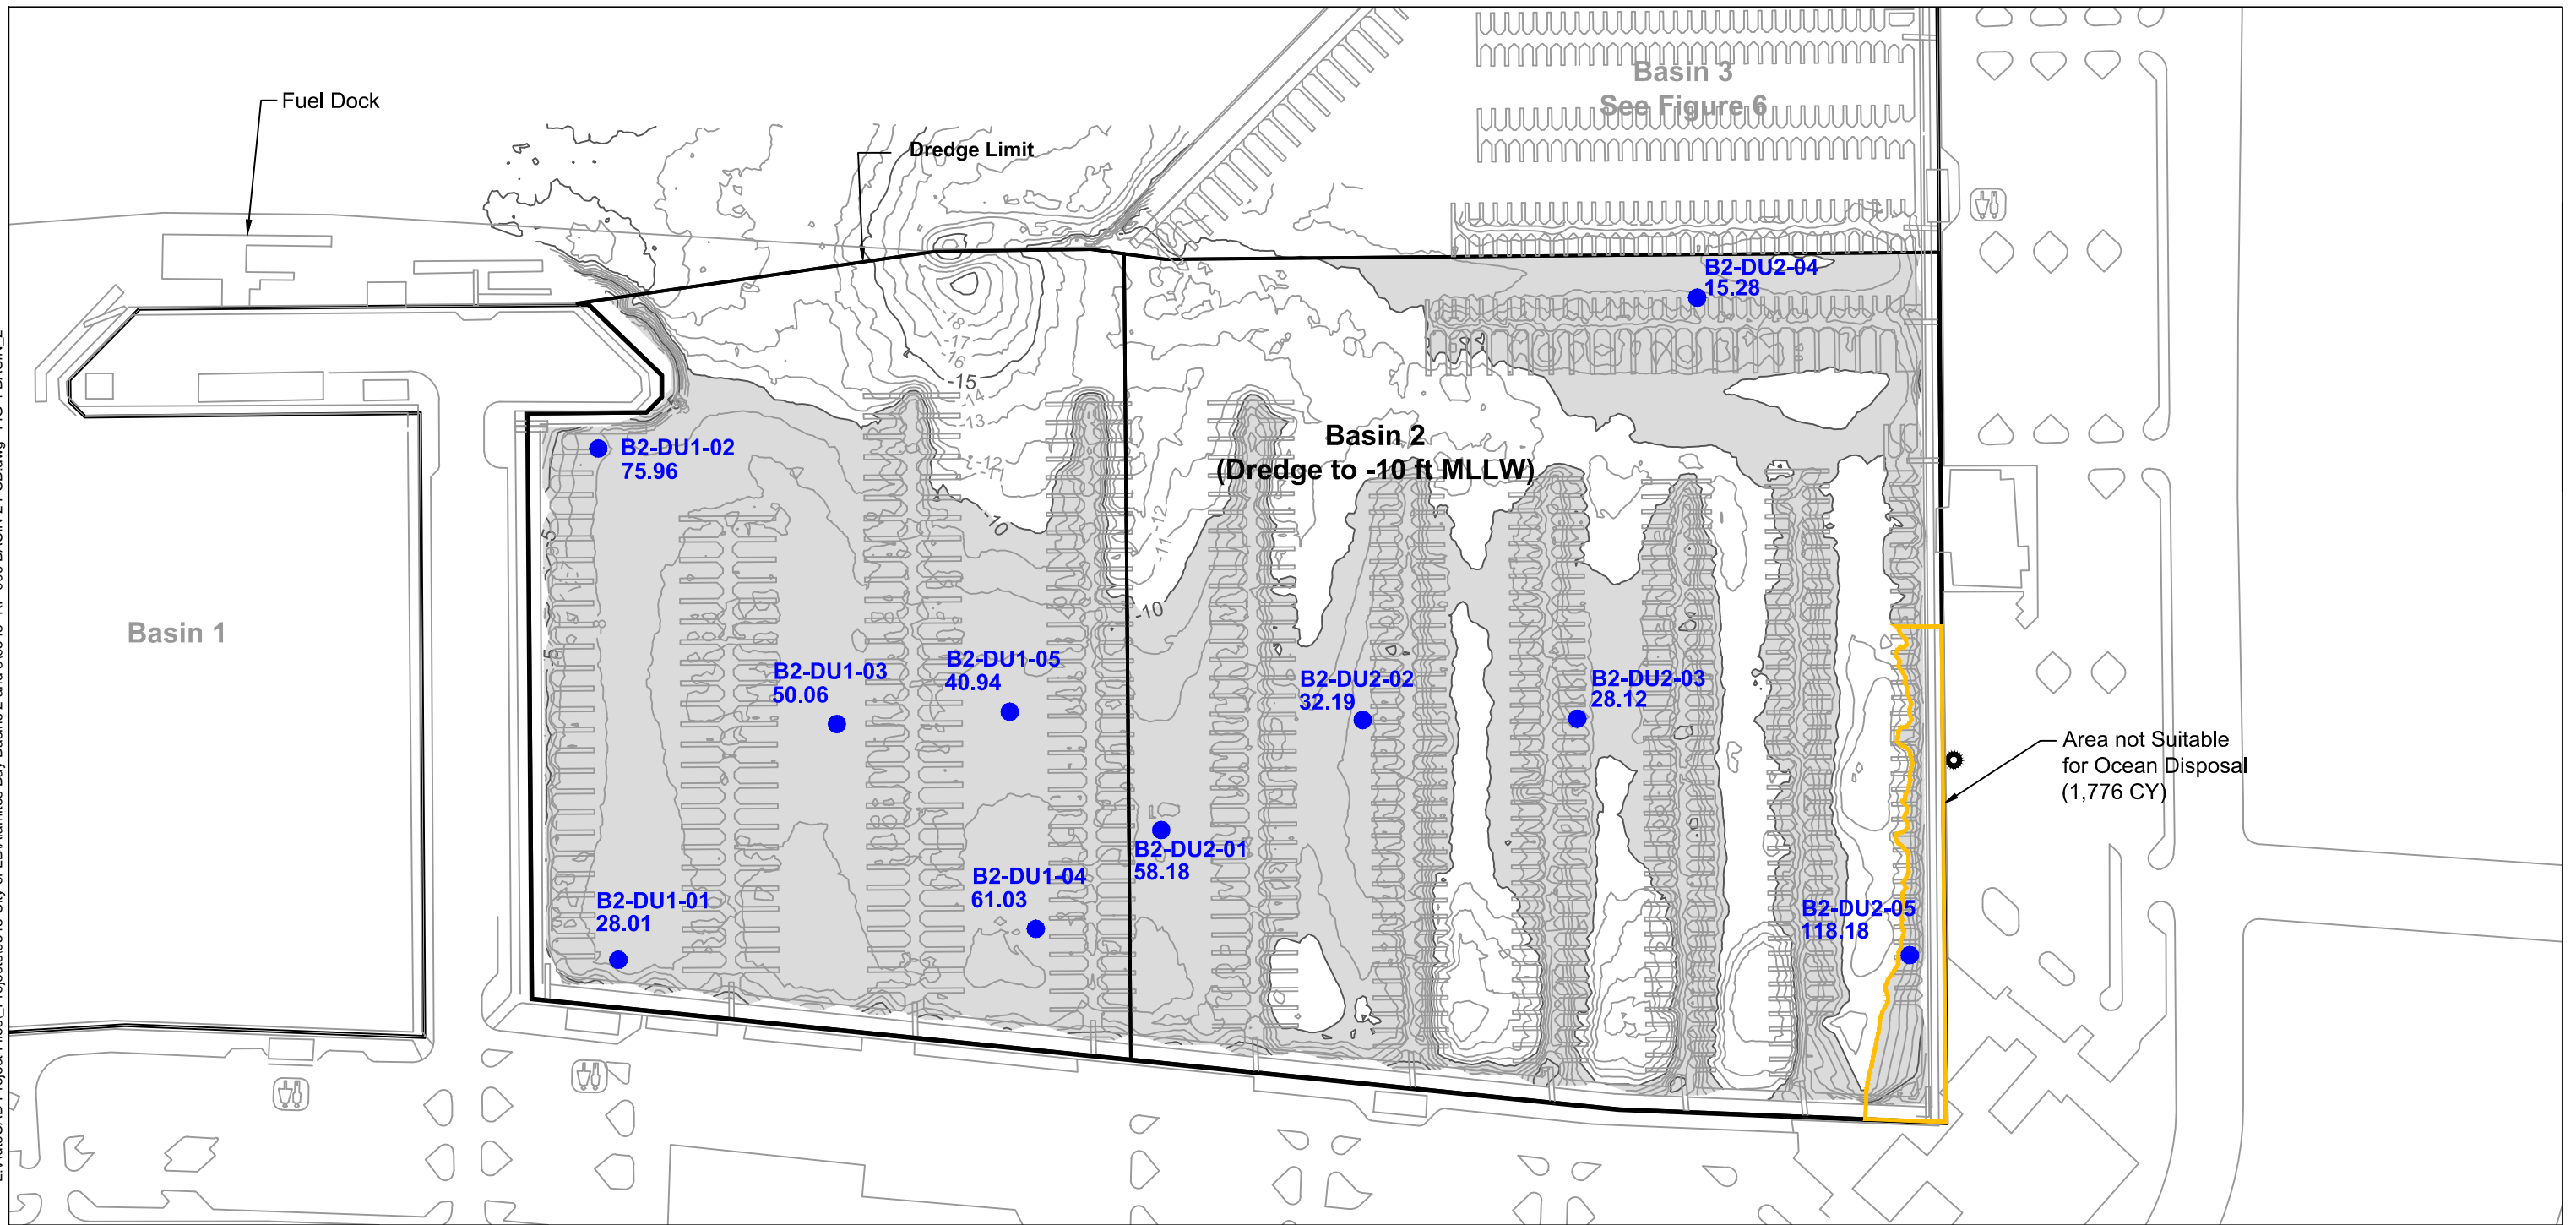 Basin 3
See Figure 6
Fuel Dock
Dredge Limit
B2-DU2-04
15.28
-18
-17
-16
-15
-14
-13
-12
-11
-10
Basin 2
(Dredge to -10 ft MLLW)
B2-DU1-02
75.96
-5
-12
-11
-10
-8
-5
Basin 1
B2-DU1-03
50.06
B2-DU1-05
40.94
B2-DU2-02
32.19
B2-DU2-03
28.12
Area not Suitable
for Ocean Disposal
(1,776 CY)
B2-DU2-01
58.18
B2-DU1-04
61.03
B2-DU1-01
28.01
B2-DU2-05
118.18